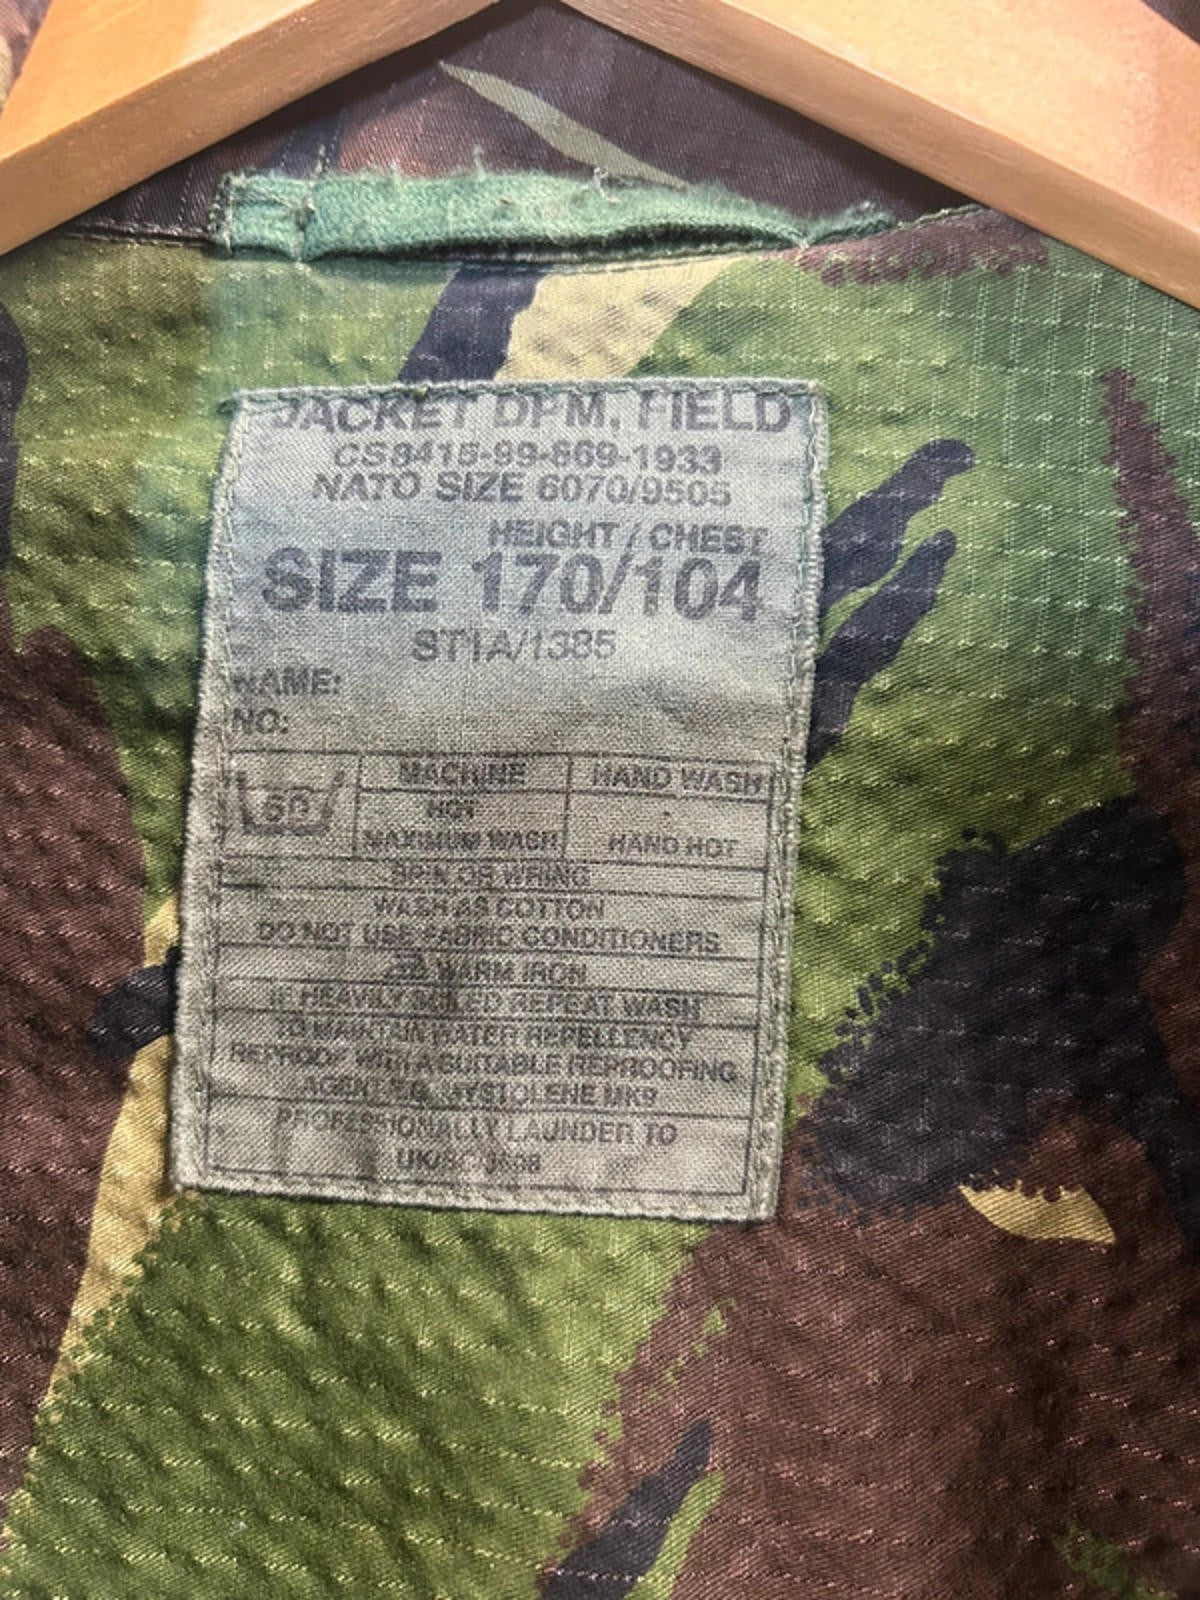 JACKET DPM, FIELD
CS8415-99-869-1933
NATO SIZE 6070/9505
HEIGHT / CHEST
SIZE 170/104
ST1A/1385
NAME:
NO:
MACHINE HAND WASH
HOT
MAXIMUM WASH HAND HOT
SPIN OR WRING
WASH AS COTTON
DO NOT USE FABRIC CONDITIONERS
WARM IRON
IF HEAVILY SOILED REPEAT WASH
TO MAINTAIN WATER REPELLENCY
REPROOF WITH A SUITABLE REPROOFING
AGENT E.G. MYSTOLENE MK9
PROFESSIONALLY LAUNDER TO